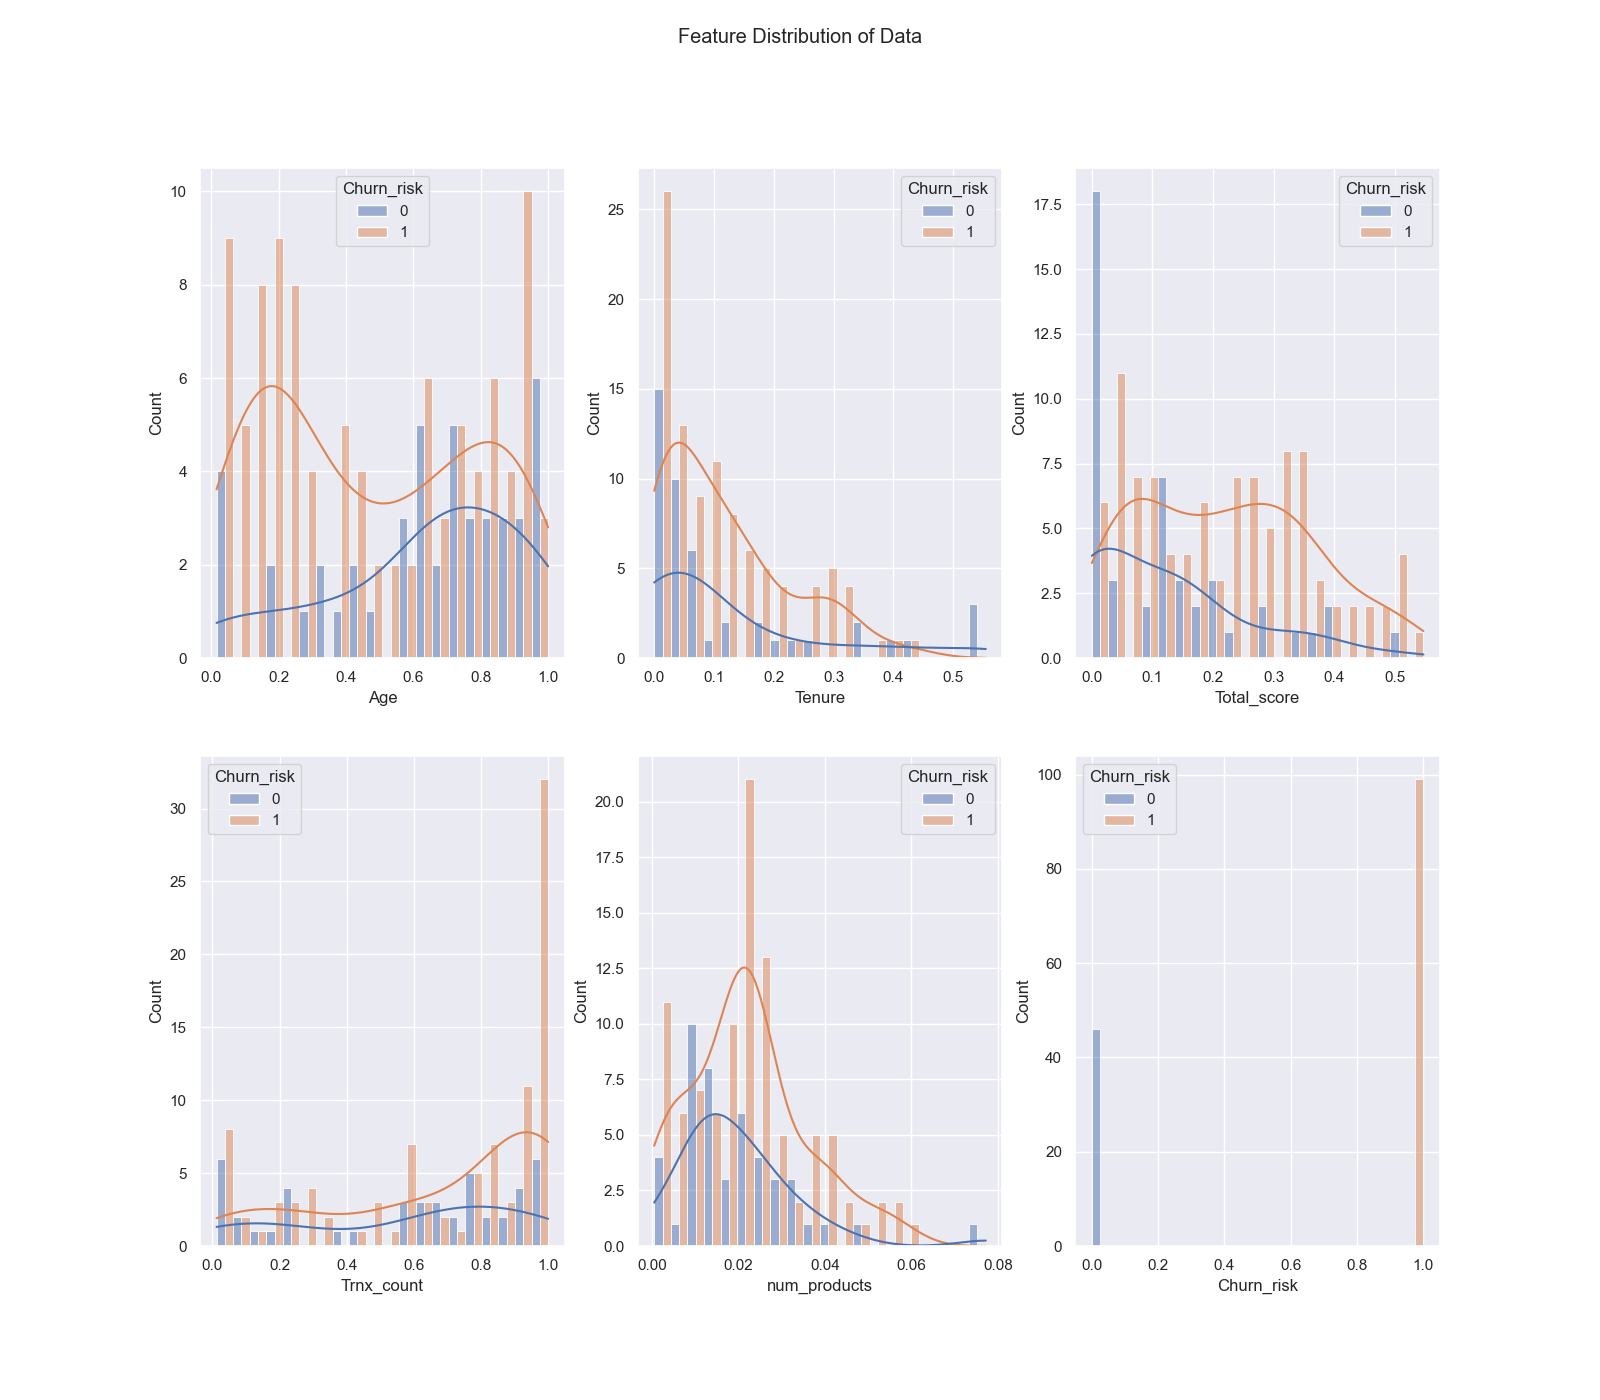 Feature Distribution of Data
Churn_risk
0
1
10
8
6
4
2
0
Count
0.0 0.2 0.4 0.6 0.8 1.0
Age
Churn_risk
0
1
25
20
15
10
5
0
Count
0.0 0.1 0.2 0.3 0.4 0.5
Tenure
Churn_risk
0
1
17.5
15.0
12.5
10.0
7.5
5.0
2.5
0.0
Count
0.0 0.1 0.2 0.3 0.4 0.5
Total_score
Churn_risk
0
1
30
25
20
15
10
5
0
Count
0.0 0.2 0.4 0.6 0.8 1.0
Trnx_count
Churn_risk
0
1
20.0
17.5
15.0
12.5
10.0
7.5
5.0
2.5
0.0
Count
0.00 0.02 0.04 0.06 0.08
num_products
Churn_risk
0
1
100
80
60
40
20
0
Count
0.0 0.2 0.4 0.6 0.8 1.0
Churn_risk